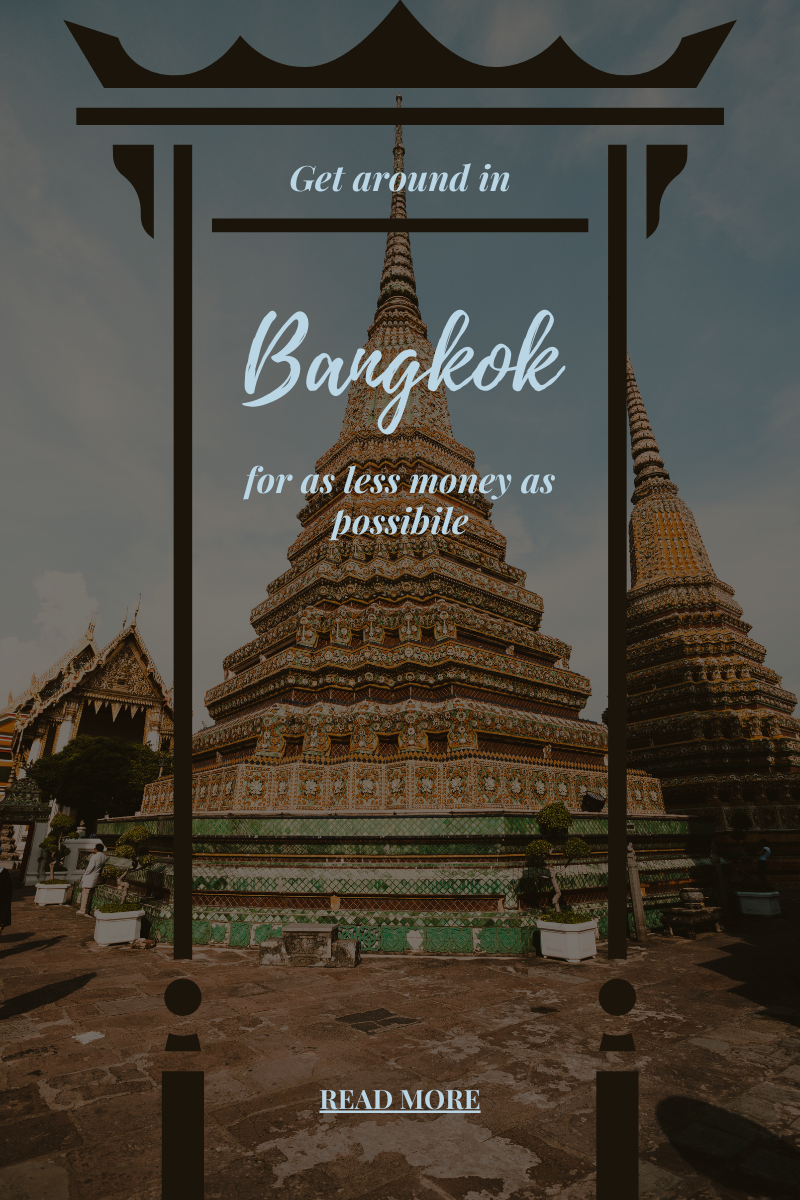 Get around in
Bangkok
for as less money as
possibile
READ MORE